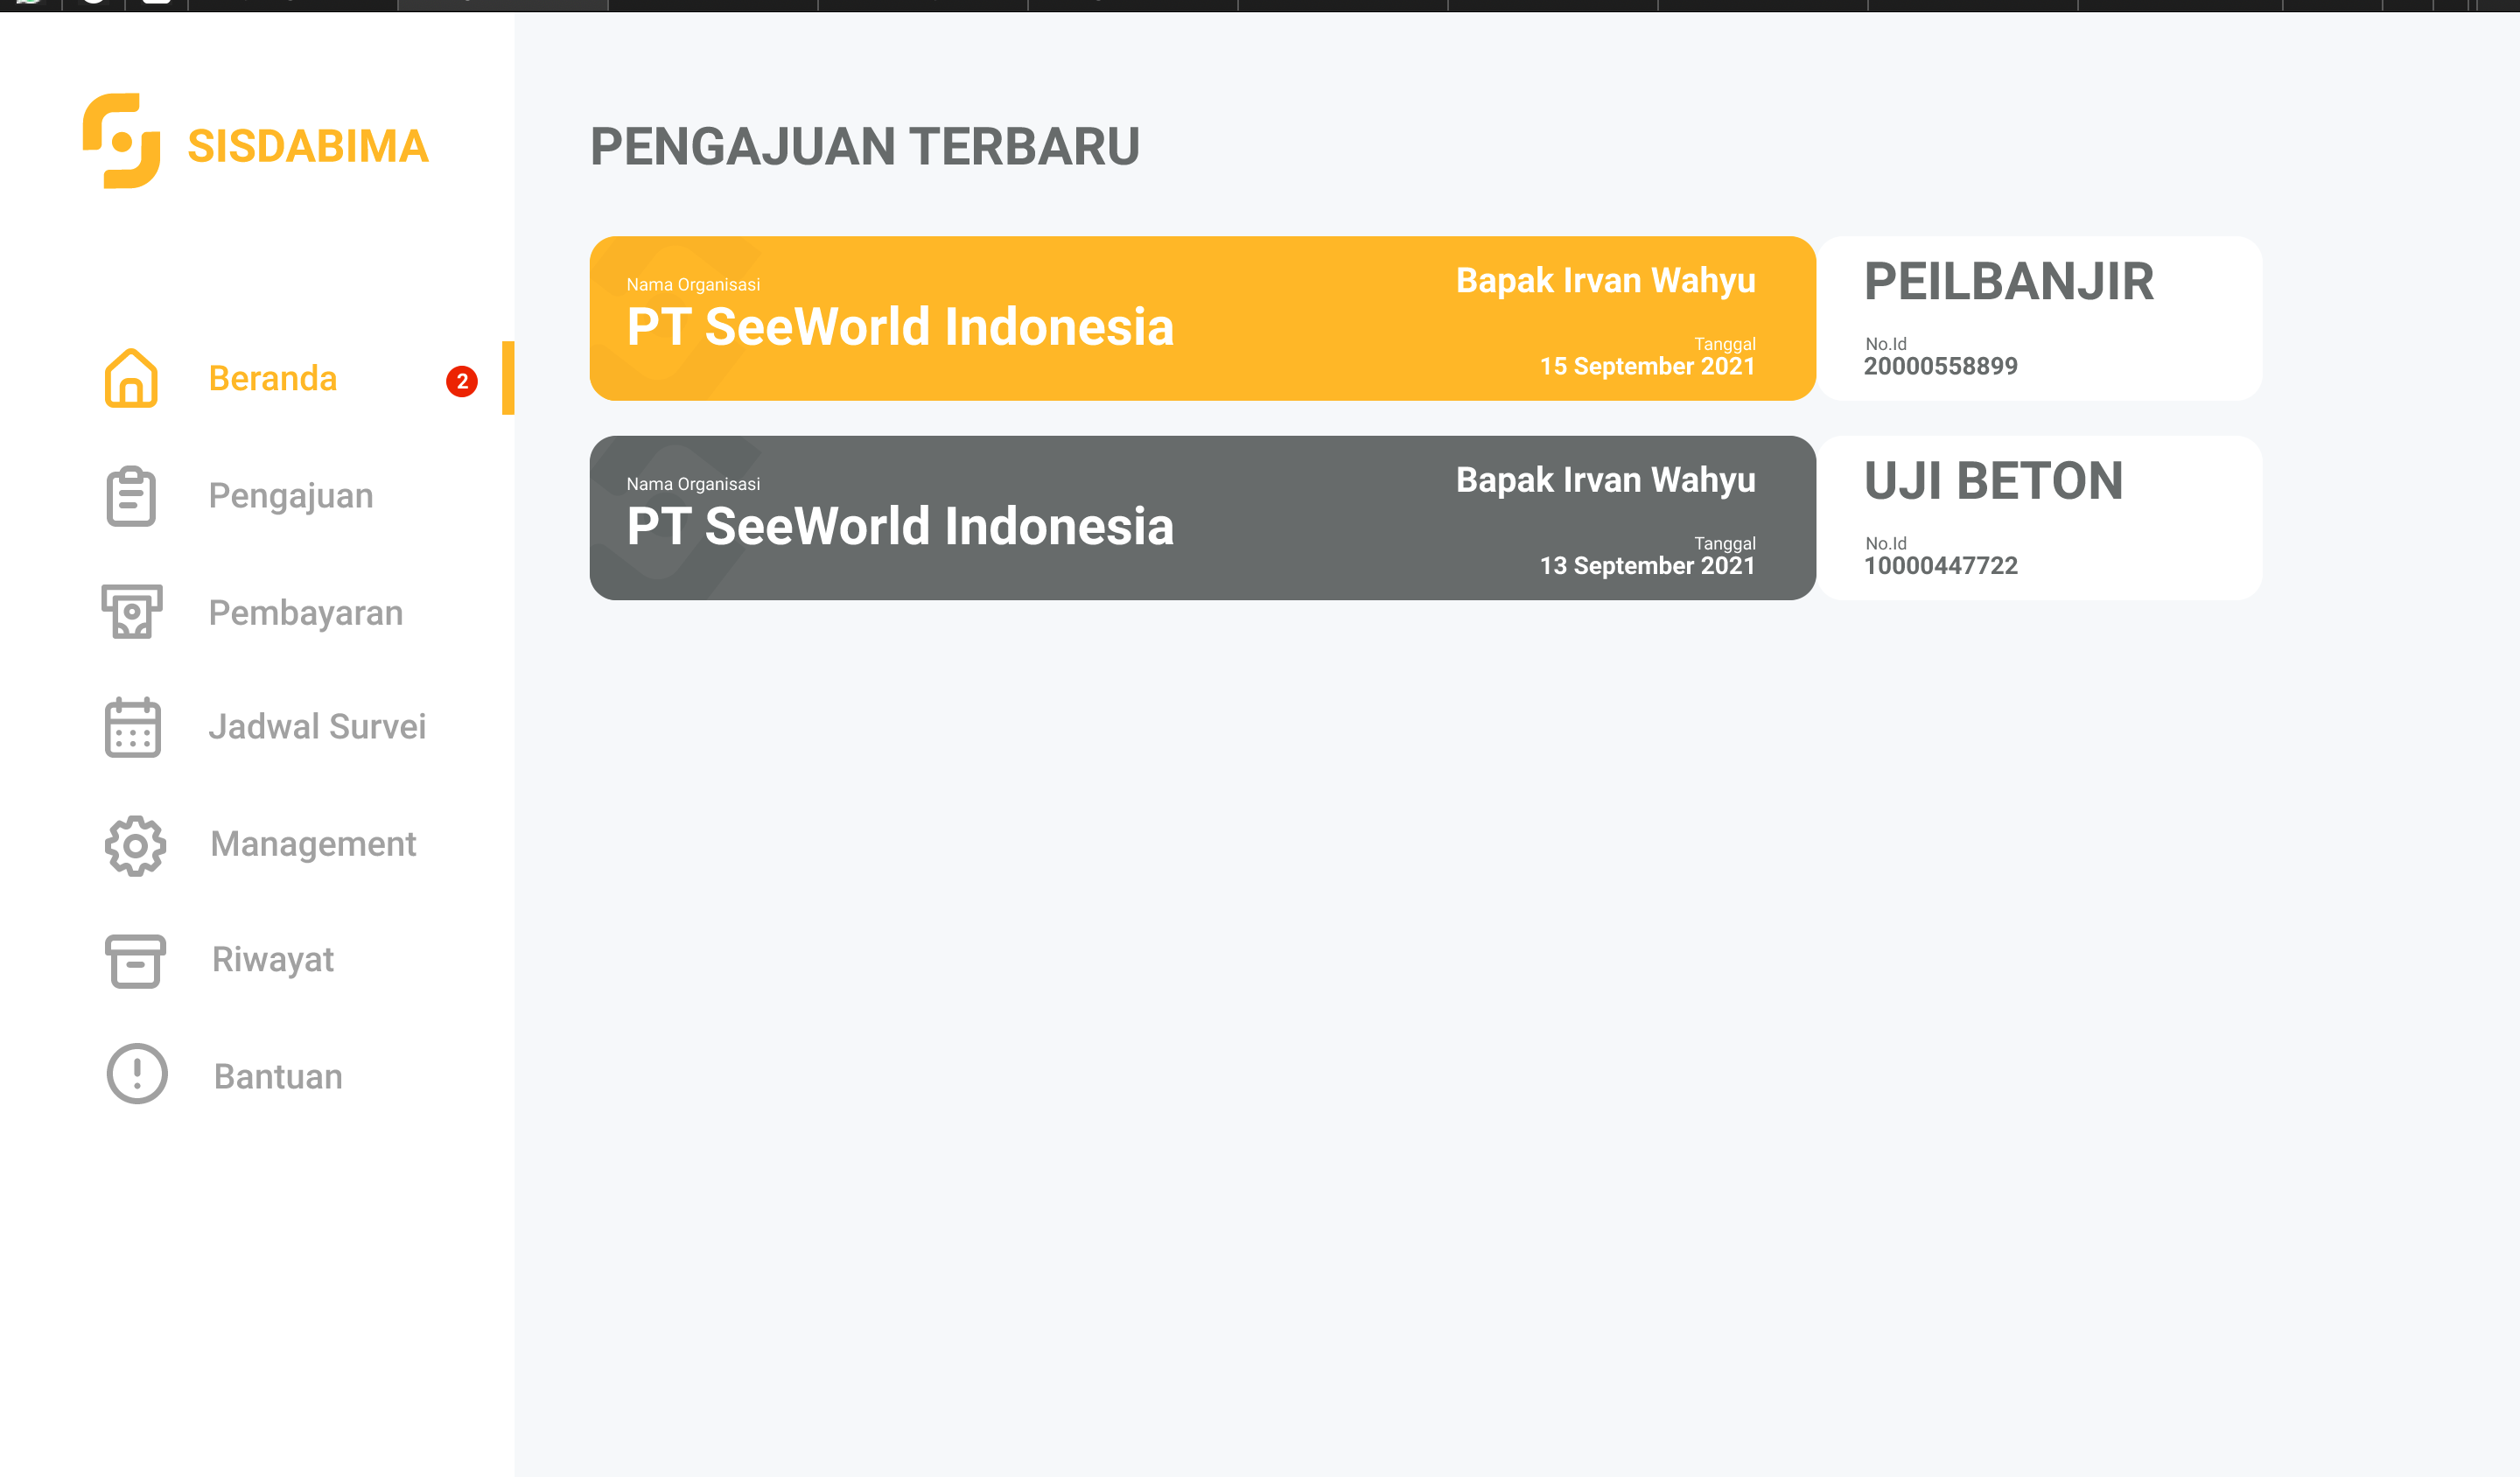 SISDABIMA
Beranda
2
Pengajuan
Pembayaran
Jadwal Survei
Management
Riwayat
Bantuan
PENGAJUAN TERBARU
Nama Organisasi
PT SeeWorld Indonesia
Bapak Irvan Wahyu
Tanggal
15 September 2021
PEILBANJIR
No.Id
20000558899
Nama Organisasi
PT SeeWorld Indonesia
Bapak Irvan Wahyu
Tanggal
13 September 2021
UJI BETON
No.Id
10000447722